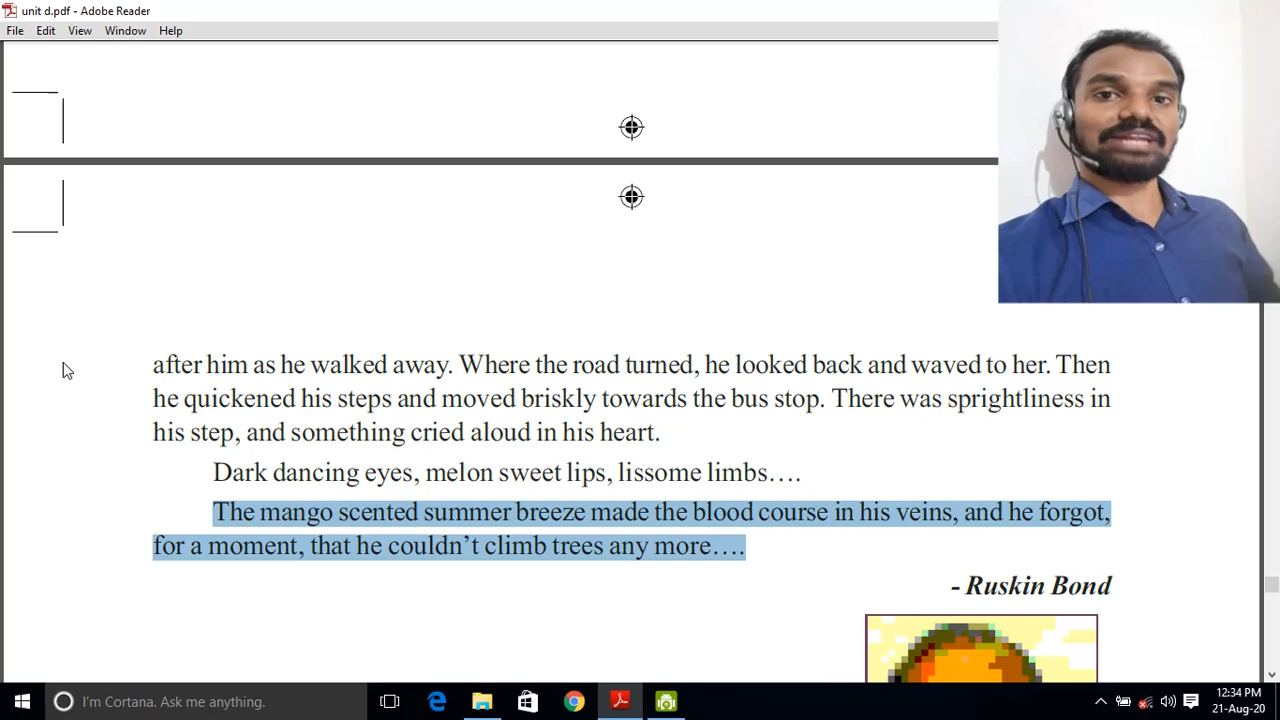 unit d.pdf - Adobe Reader
File Edit View Window Help
after him as he walked away. Where the road turned, he looked back and waved to her. Then
he quickened his steps and moved briskly towards the bus stop. There was sprightliness in
his step, and something cried aloud in his heart.
Dark dancing eyes, melon sweet lips, lissome limbs….
The mango scented summer breeze made the blood course in his veins, and he forgot,
for a moment, that he couldn’t climb trees any more….
- Ruskin Bond
I'm Cortana. Ask me anything.
12:34 PM
21-Aug-20